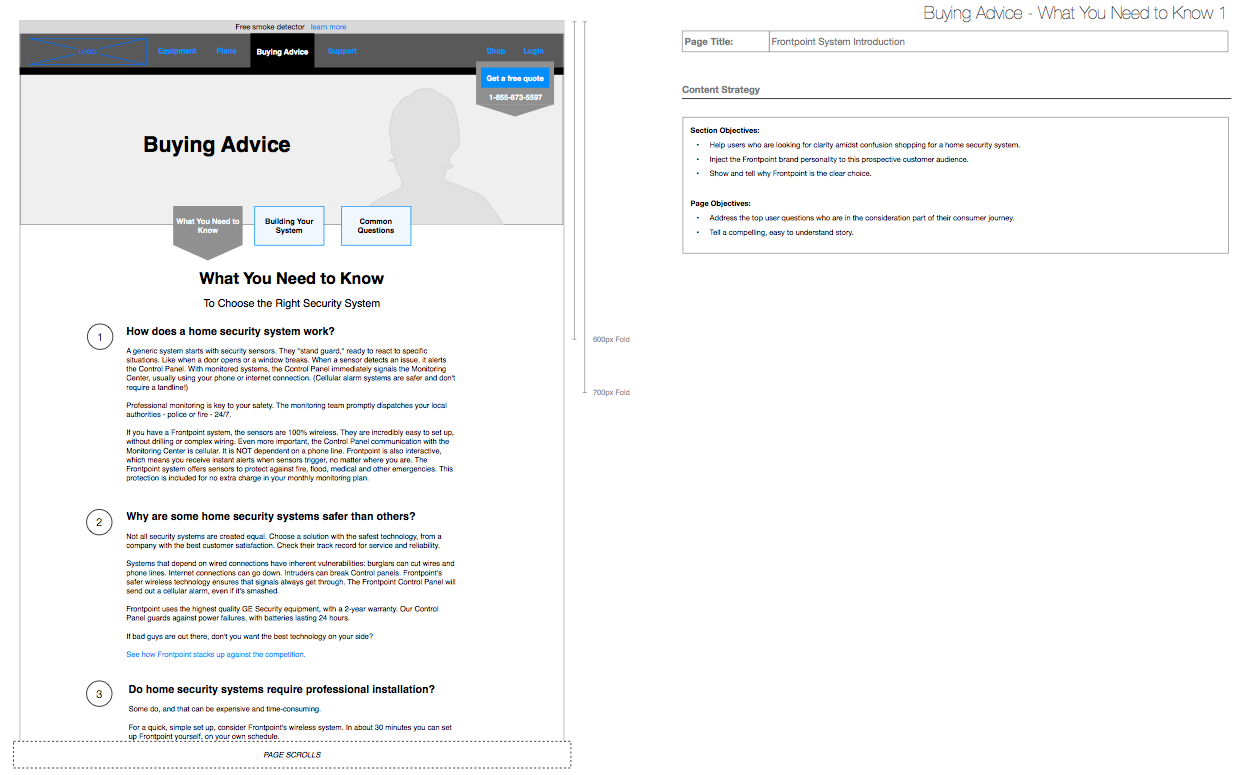 Buying Advice - What You Need to Know 1
Free smoke detector learn more
LOGO Equipment Plans Buying Advice Support Shop Login
Get a free quote
1-855-873-5597
Buying Advice
What You Need to
Know
Building Your
System
Common
Questions
What You Need to Know
To Choose the Right Security System
1
How does a home security system work?
A generic system starts with security sensors. They "stand guard," ready to react to specific
situations. Like when a door opens or a window breaks. When a sensor detects an issue, it alerts
the Control Panel. With monitored systems, the Control Panel immediately signals the Monitoring
Center, usually using your phone or internet connection. (Cellular alarm systems are safer and don't
require a landline!)
Professional monitoring is key to your safety. The monitoring team promptly dispatches your local
authorities - police or fire - 24/7.
If you have a Frontpoint system, the sensors are 100% wireless. They are incredibly easy to set up,
without drilling or complex wiring. Even more important, the Control Panel communication with the
Monitoring Center is cellular. It is NOT dependent on a phone line. Frontpoint is also interactive,
which means you receive instant alerts when sensors trigger, no matter where you are. The
Frontpoint system offers sensors to protect against fire, flood, medical and other emergencies. This
protection is included for no extra charge in your monthly monitoring plan.
2
Why are some home security systems safer than others?
Not all security systems are created equal. Choose a solution with the safest technology, from a
company with the best customer satisfaction. Check their track record for service and reliability.
Systems that depend on wired connections have inherent vulnerabilities: burglars can cut wires and
phone lines. Internet connections can go down. Intruders can break Control panels. Frontpoint's
safer wireless technology ensures that signals always get through. The Frontpoint Control Panel will
send out a cellular alarm, even if it's smashed.
Frontpoint uses the highest quality GE Security equipment, with a 2-year warranty. Our Control
Panel guards against power failures, with batteries lasting 24 hours.
If bad guys are out there, don't you want the best technology on your side?
See how Frontpoint stacks up against the competition.
3
Do home security systems require professional installation?
Some do, and that can be expensive and time-consuming.
For a quick, simple set up, consider Frontpoint's wireless system. In about 30 minutes you can set
up Frontpoint yourself, on your own schedule.
PAGE SCROLLS
600px Fold
700px Fold
Page Title: Frontpoint System Introduction
Content Strategy
Section Objectives:
• Help users who are looking for clarity amidst confusion shopping for a home security system.
• Inject the Frontpoint brand personality to this prospective customer audience.
• Show and tell why Frontpoint is the clear choice.
Page Objectives:
• Address the top user questions who are in the consideration part of their consumer journey.
• Tell a compelling, easy to understand story.